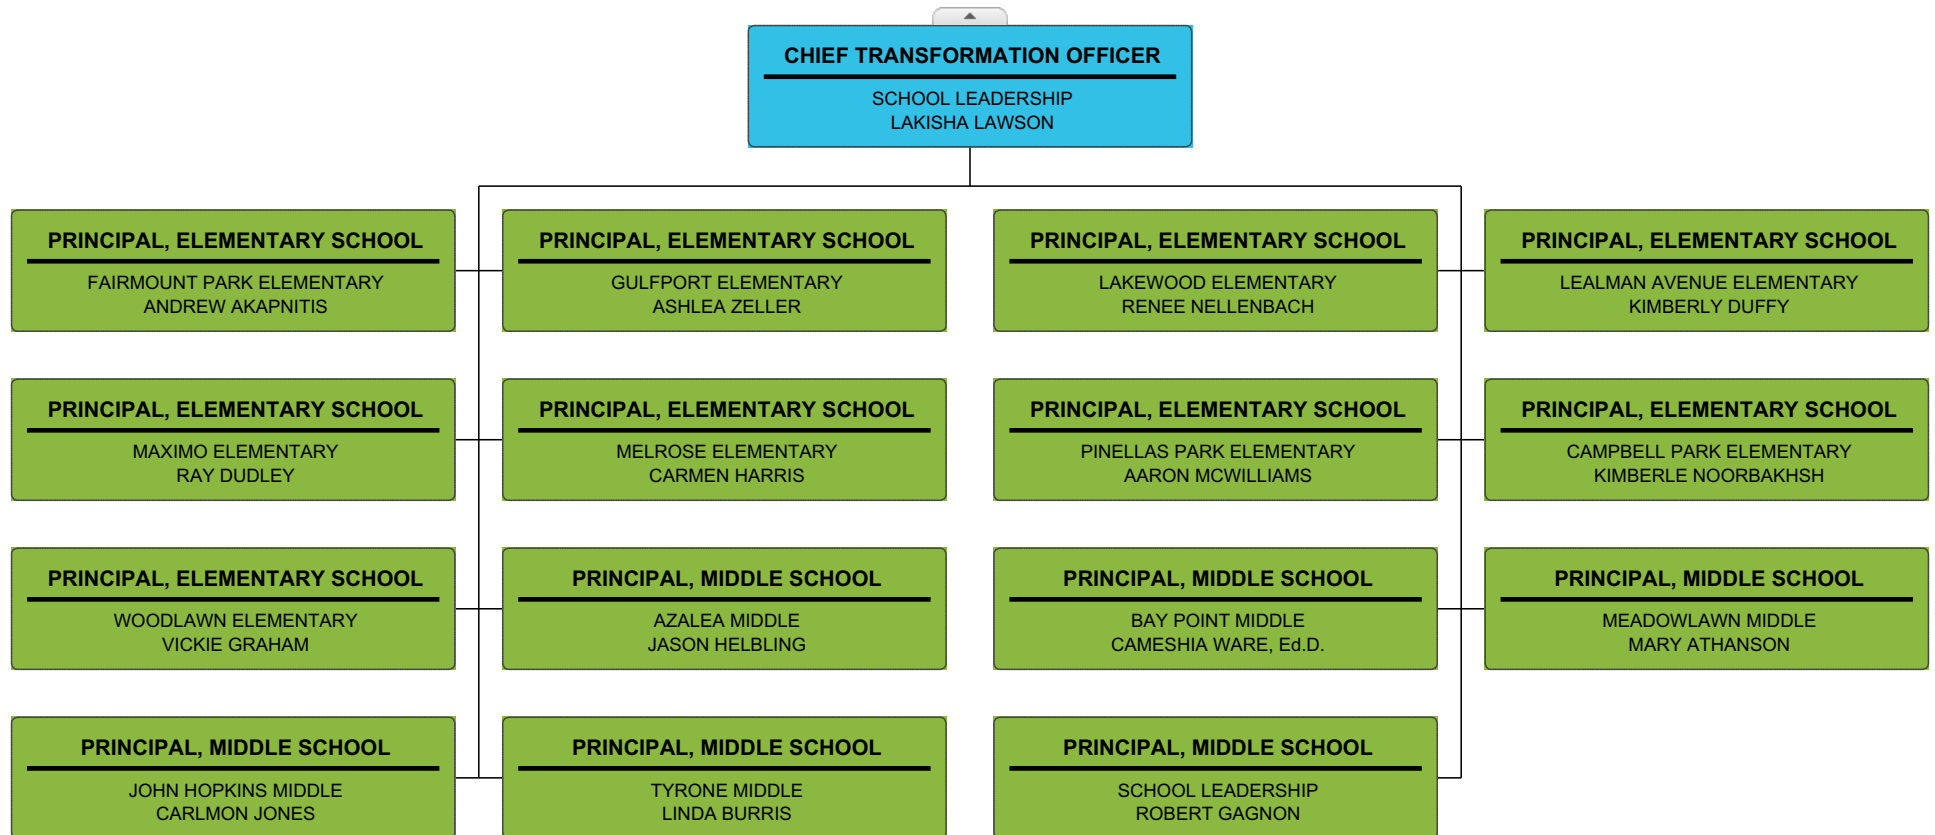 CHIEF TRANSFORMATION OFFICER
SCHOOL LEADERSHIP
LAKISHA LAWSON
PRINCIPAL, ELEMENTARY SCHOOL
FAIRMOUNT PARK ELEMENTARY
ANDREW AKAPNITIS
PRINCIPAL, ELEMENTARY SCHOOL
GULFPORT ELEMENTARY
ASHLEA ZELLER
PRINCIPAL, ELEMENTARY SCHOOL
LAKEWOOD ELEMENTARY
RENEE NELLENBACH
PRINCIPAL, ELEMENTARY SCHOOL
LEALMAN AVENUE ELEMENTARY
KIMBERLY DUFFY
PRINCIPAL, ELEMENTARY SCHOOL
MAXIMO ELEMENTARY
RAY DUDLEY
PRINCIPAL, ELEMENTARY SCHOOL
MELROSE ELEMENTARY
CARMEN HARRIS
PRINCIPAL, ELEMENTARY SCHOOL
PINELLAS PARK ELEMENTARY
AARON MCWILLIAMS
PRINCIPAL, ELEMENTARY SCHOOL
CAMPBELL PARK ELEMENTARY
KIMBERLE NOORBAKHSH
PRINCIPAL, ELEMENTARY SCHOOL
WOODLAWN ELEMENTARY
VICKIE GRAHAM
PRINCIPAL, MIDDLE SCHOOL
AZALEA MIDDLE
JASON HELBLING
PRINCIPAL, MIDDLE SCHOOL
BAY POINT MIDDLE
CAMESHIA WARE, Ed.D.
PRINCIPAL, MIDDLE SCHOOL
MEADOWLAWN MIDDLE
MARY ATHANSON
PRINCIPAL, MIDDLE SCHOOL
JOHN HOPKINS MIDDLE
CARLMON JONES
PRINCIPAL, MIDDLE SCHOOL
TYRONE MIDDLE
LINDA BURRIS
PRINCIPAL, MIDDLE SCHOOL
SCHOOL LEADERSHIP
ROBERT GAGNON